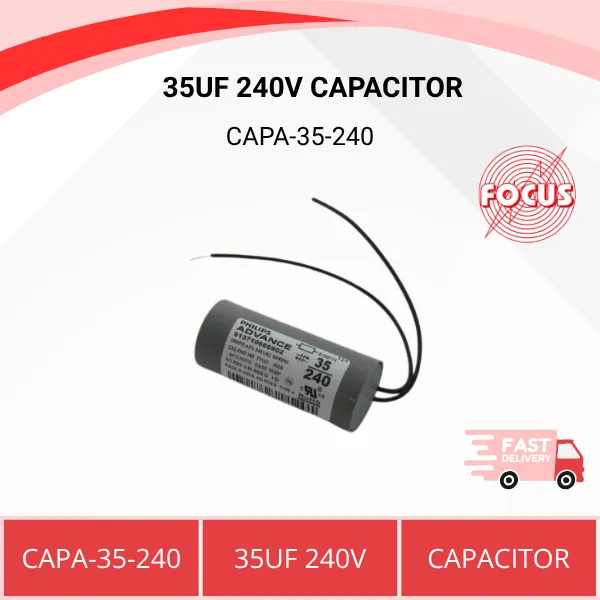 35UF 240V CAPACITOR
CAPA-35-240
FOCUS
PHILIPS
ADVANCE
35
240
FAST
DELIVERY
CAPA-35-240
35UF 240V
CAPACITOR